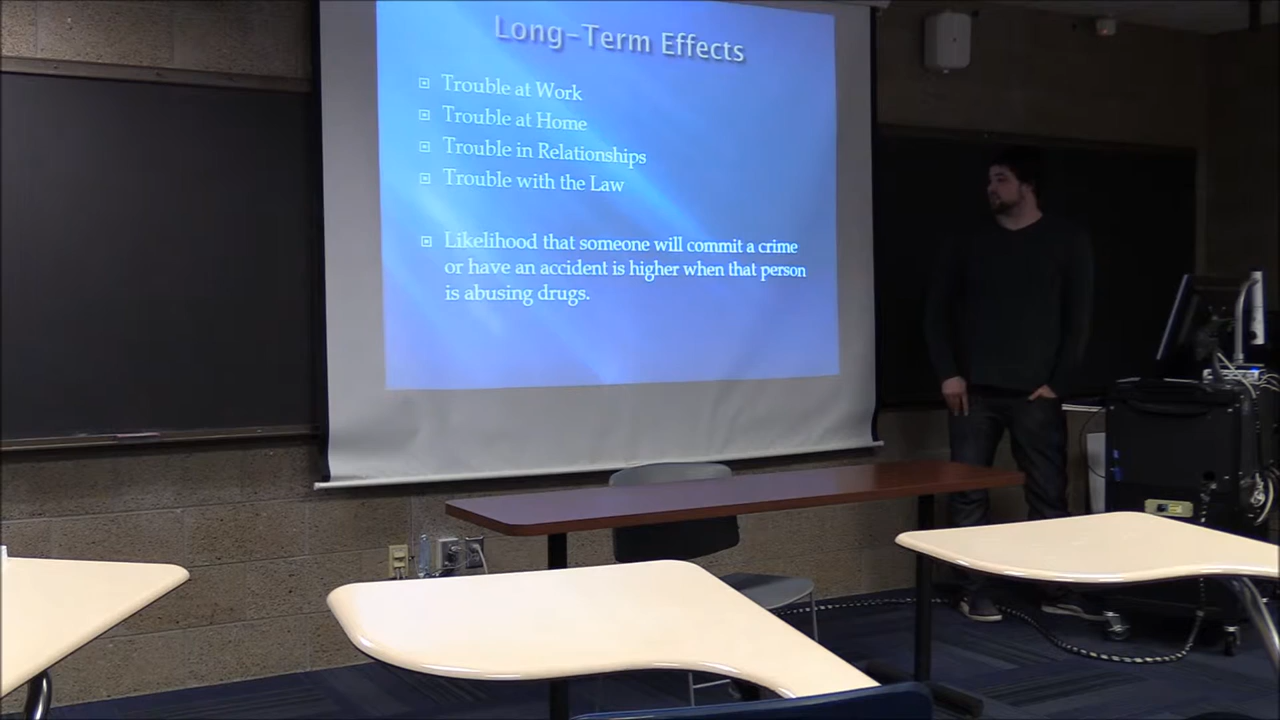 Long-Term Effects
Trouble at Work
Trouble at Home
Trouble in Relationships
Trouble with the Law
Likelihood that someone will commit a crime
or have an accident is higher when that person
is abusing drugs.